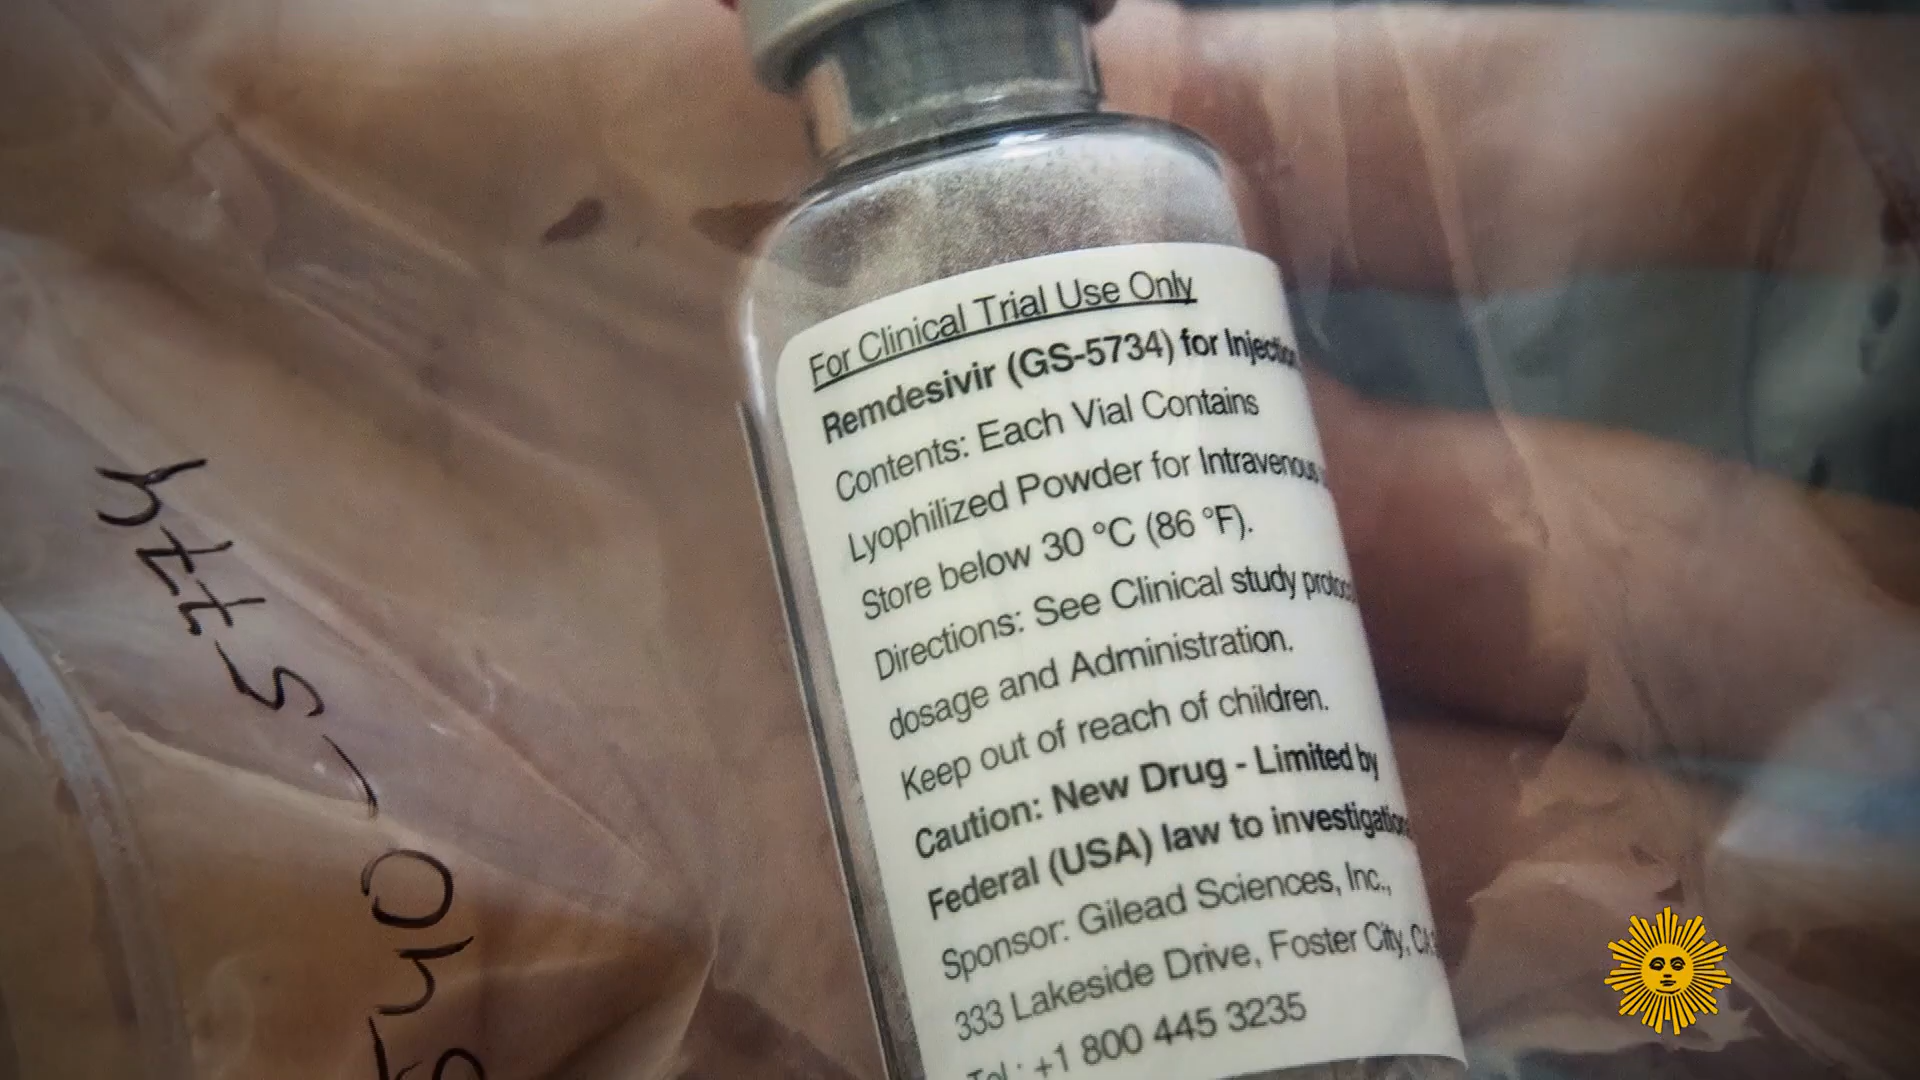 For Clinical Trial Use Only
Remdesivir (GS-5734) for Injection
Contents: Each Vial Contains
Lyophilized Powder for Intravenous
Store below 30 °C (86 °F).
Directions: See Clinical study protoc
dosage and Administration.
Keep out of reach of children.
Caution: New Drug - Limited by
Federal (USA) law to investigation
Sponsor: Gilead Sciences, Inc.,
333 Lakeside Drive, Foster City, CA
Tel.: +1 800 445 3235